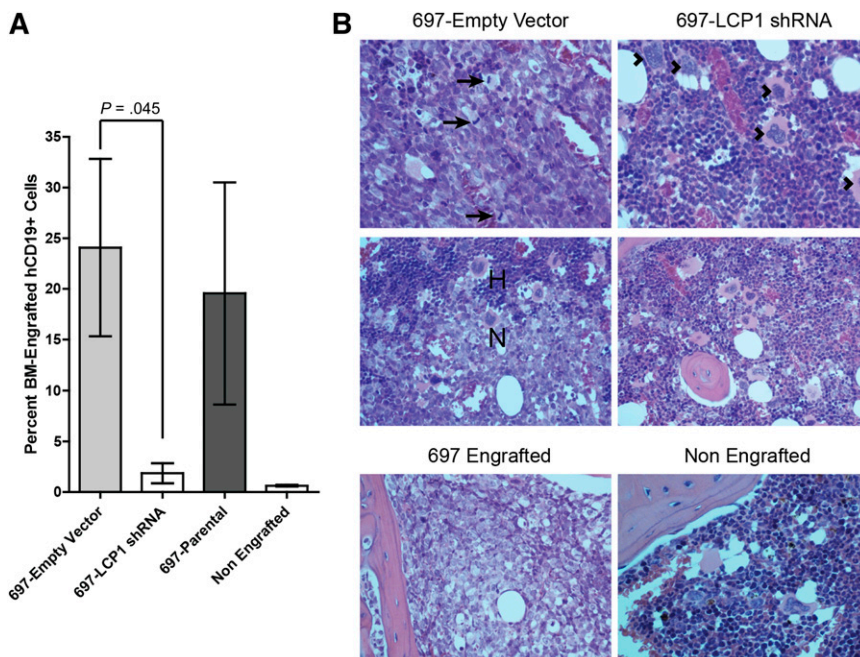 A
P = .045
Percent BM-Engrafted hCD19+ Cells
40
35
30
25
20
15
10
5
0
697-Empty Vector
697-LCP1 shRNA
697-Parental
Non Engrafted
B
697-Empty Vector
697-LCP1 shRNA
H
N
697 Engrafted
Non Engrafted